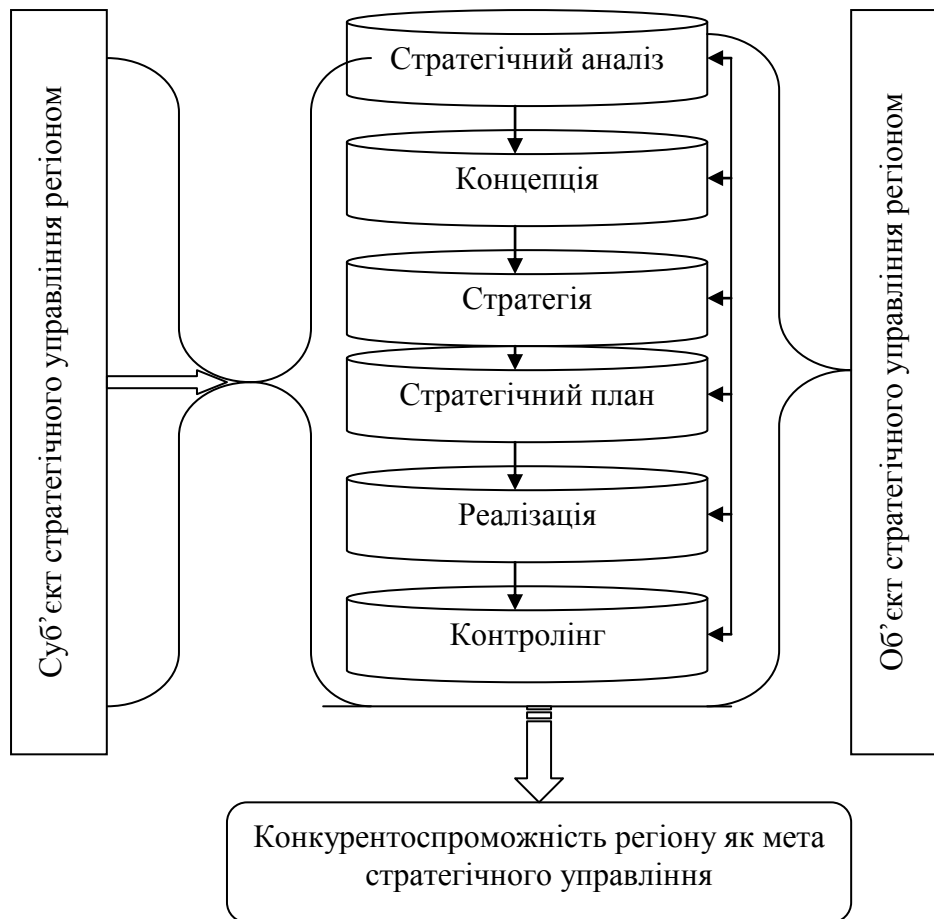 Суб’єкт стратегічного управління регіоном
Стратегічний аналіз
Концепція
Стратегія
Стратегічний план
Реалізація
Контролінг
Об’єкт стратегічного управління регіоном
Конкурентоспроможність регіону як мета
стратегічного управління